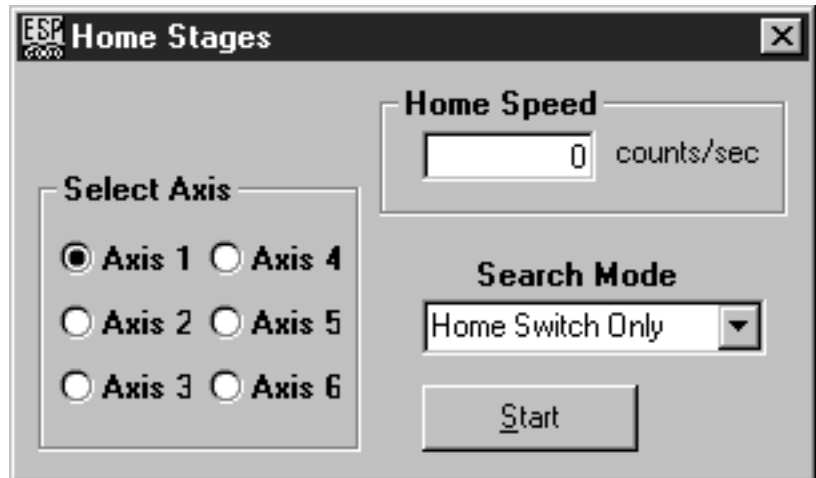 ESP
6000
Home Stages
Home Speed
0 counts/sec
Select Axis
Axis 1 Axis 4
Axis 2 Axis 5
Axis 3 Axis 6
Search Mode
Home Switch Only
Start